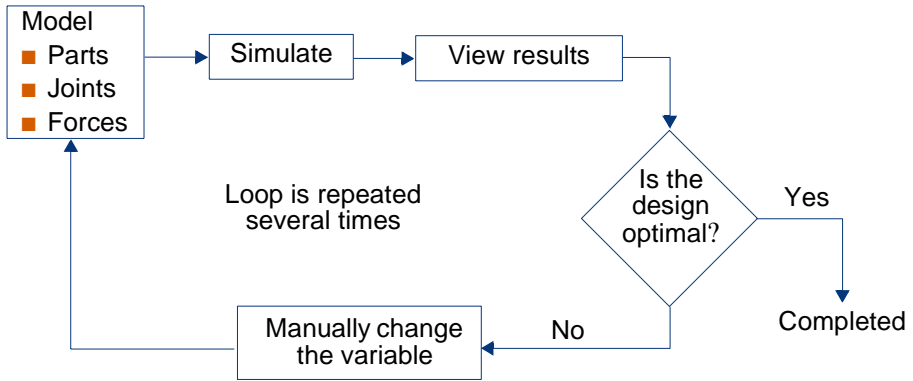 Model
Parts
Joints
Forces
Simulate
View results
Is the
design
optimal?
Yes
Completed
No
Manually change
the variable
Loop is repeated
several times